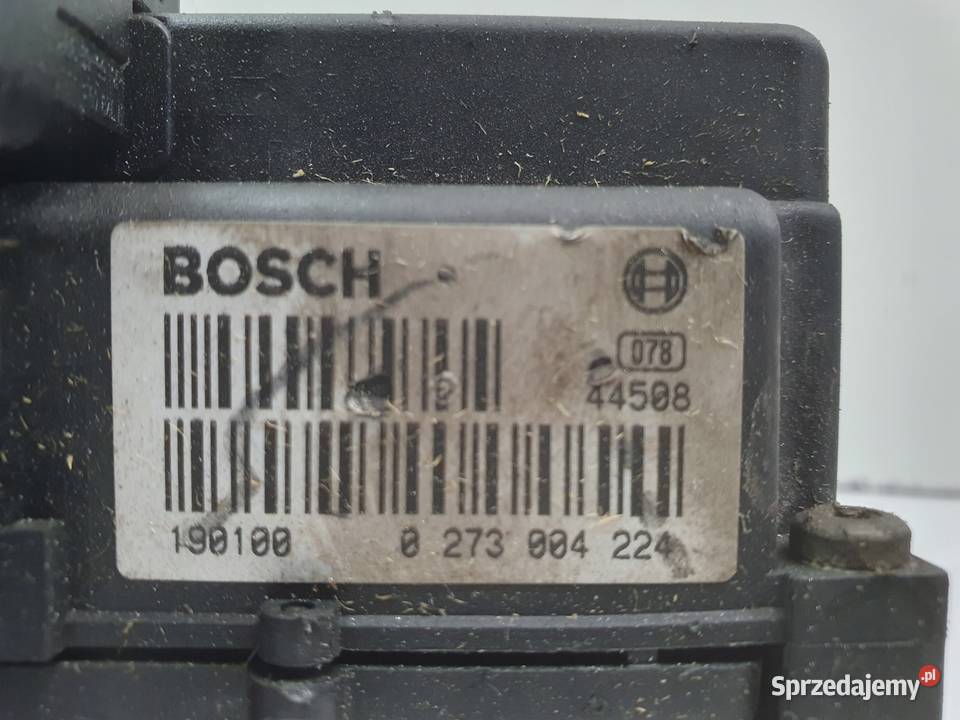 BOSCH
078
44508
190100 0 273 004 224
Sprzedajemy.pl